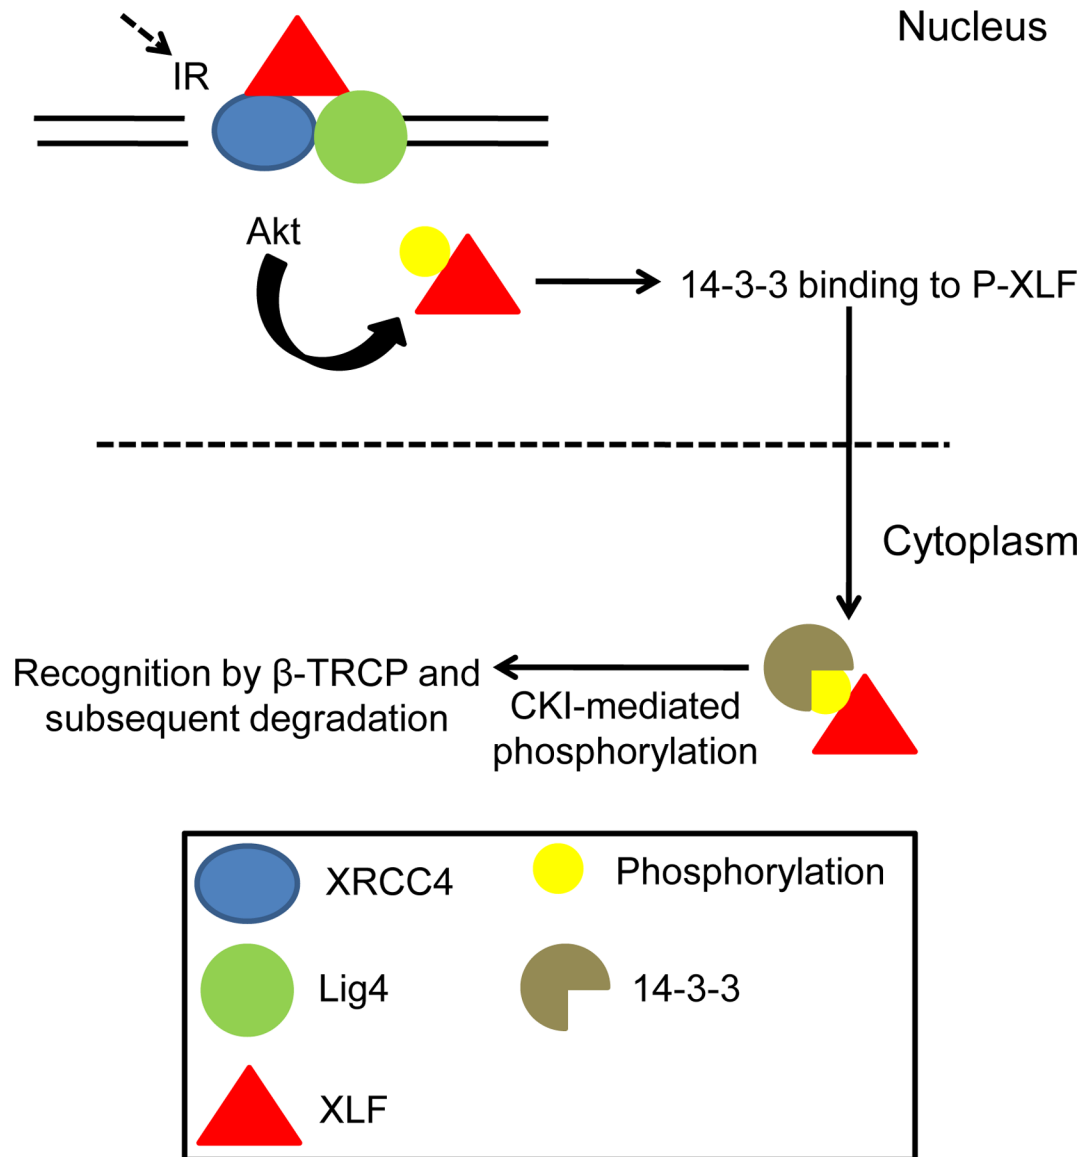 Nucleus
IR
Akt
14-3-3 binding to P-XLF
Cytoplasm
Recognition by β-TRCP and
subsequent degradation
CKI-mediated
phosphorylation
XRCC4
Phosphorylation
Lig4
14-3-3
XLF